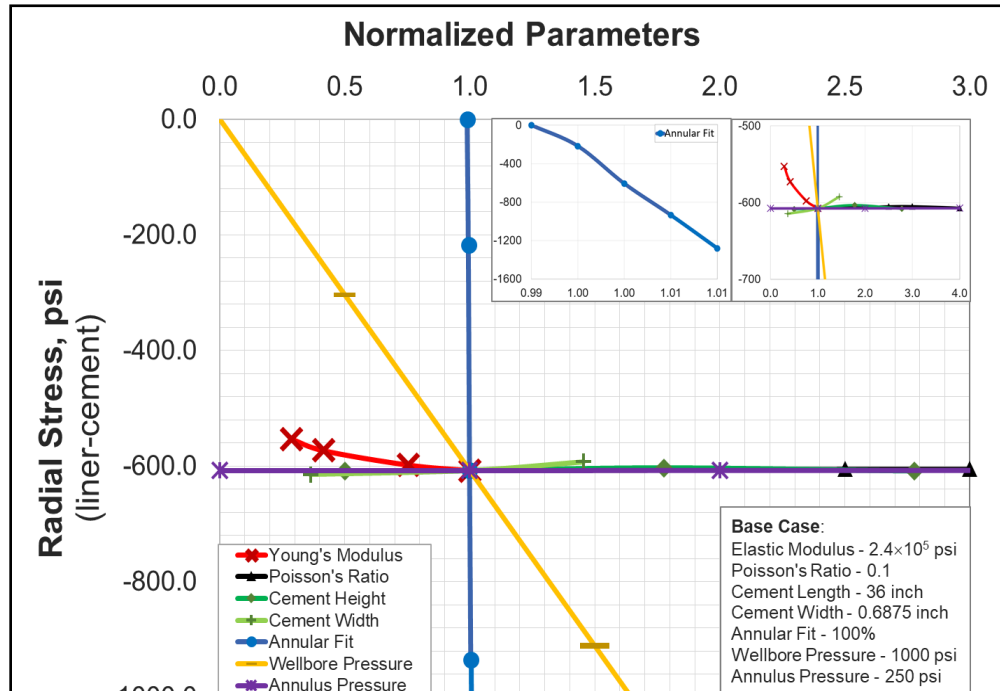 Normalized Parameters
0.0 0.5 1.0 1.5 2.0 2.5 3.0
Radial Stress, psi
(liner-cement)
0.0
-200.0
-400.0
-600.0
-800.0
0
-400
-800
-1200
-1600
Annular Fit
0.99 1.00 1.00 1.01 1.01
-500
-600
-700
0.0 1.0 2.0 3.0 4.0
Young's Modulus
Poisson's Ratio
Cement Height
Cement Width
Annular Fit
Wellbore Pressure
Annulus Pressure
Base Case:
Elastic Modulus - 2.4×10⁵ psi
Poisson's Ratio - 0.1
Cement Length - 36 inch
Cement Width - 0.6875 inch
Annular Fit - 100%
Wellbore Pressure - 1000 psi
Annulus Pressure - 250 psi